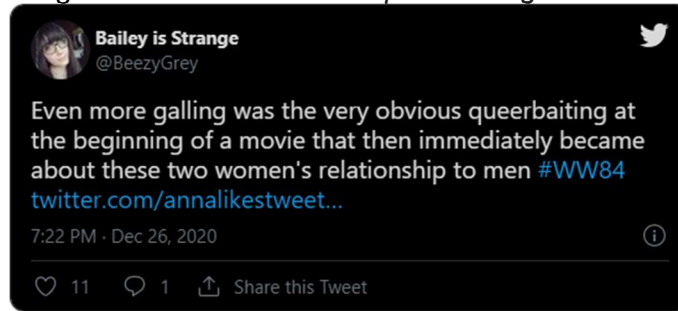 Bailey is Strange
@BeezyGrey
Even more galling was the very obvious queerbaiting at
the beginning of a movie that then immediately became
about these two women's relationship to men #WW84
twitter.com/annalikestweet...
7:22 PM · Dec 26, 2020
11 1 Share this Tweet